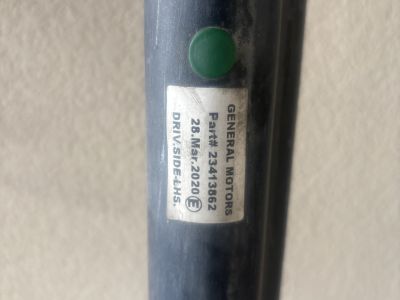 GENERAL MOTORS
Part# 23413862
28.Mar.2020 E
DRIV.SIDE-LHS.